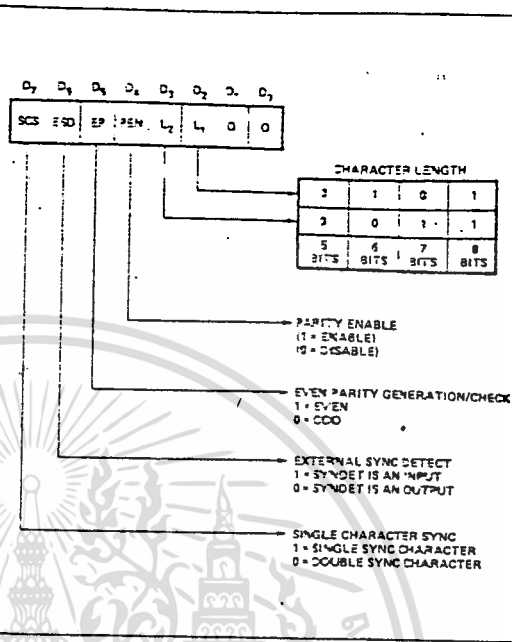 D7 D6 D5 D4 D3 D2 D1 D0
SCS ESD EP PEN L2 L1 0 0
CHARACTER LENGTH
0 1 0 1
0 0 1 1
5 BITS 6 BITS 7 BITS 8 BITS
PARITY ENABLE
(1 = ENABLE)
(0 = DISABLE)
EVEN PARITY GENERATION/CHECK
1 = EVEN
0 = ODD
EXTERNAL SYNC DETECT
1 = SYNDET IS AN INPUT
0 = SYNDET IS AN OUTPUT
SINGLE CHARACTER SYNC
1 = SINGLE SYNC CHARACTER
0 = DOUBLE SYNC CHARACTER